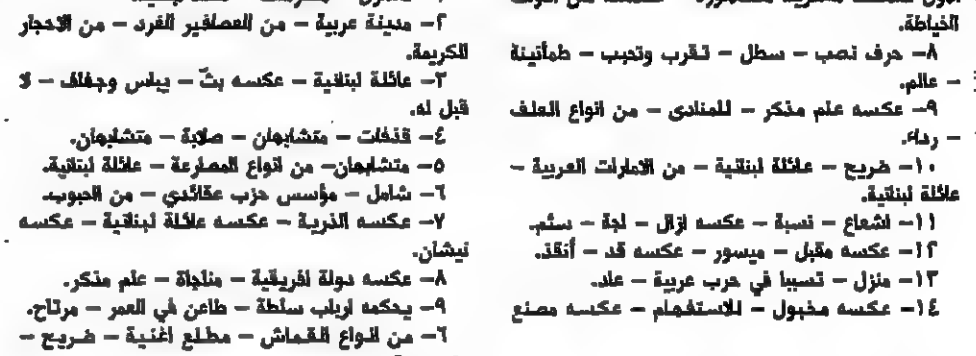 ٢- مدينة عربية - من العصافير الغرد - من الاحجار
الكريمة.
٣- عائلة لبنانية - عكسه بثّ - يباس وجفاف - لا
قبل له.
٤- قذفات - متشابهان - صلابة - متشابهان.
٥- متشابهان- من انواع المصارعة - عائلة لبنانية.
٦- شامل - مؤسس حزب عقائدي - من الحبوب.
٧- عكسه الذرية - عكسه عائلة لبنانية - عكسه
نيشان.
٨- عكسه دولة افريقية - مناجاة - علم مذكر.
٩- يحكمه ارباب سلطة - طاعن في العمر - مرتاح.
٦- من انواع القماش - مطلع اغنية - ضريح -
الخياطة.
٨- حرف نصب - سطل - تقرب وتحبب - طمأنينة
- عالم.
٩- عكسه علم مذكر - للمنادى - من انواع العلف
- رداء.
١٠- ضريح - عائلة لبنانية - من الامارات العربية -
عائلة لبنانية.
١١- اشعاع - نسبة - عكسه ازال - لجة - سئم.
١٢- عكسه مقبل - ميسور - عكسه قد - أنقذ.
١٣- منزل - تسببا في حرب عربية - عاد.
١٤- عكسه مخبول - للاستفهام - عكسه مصنع